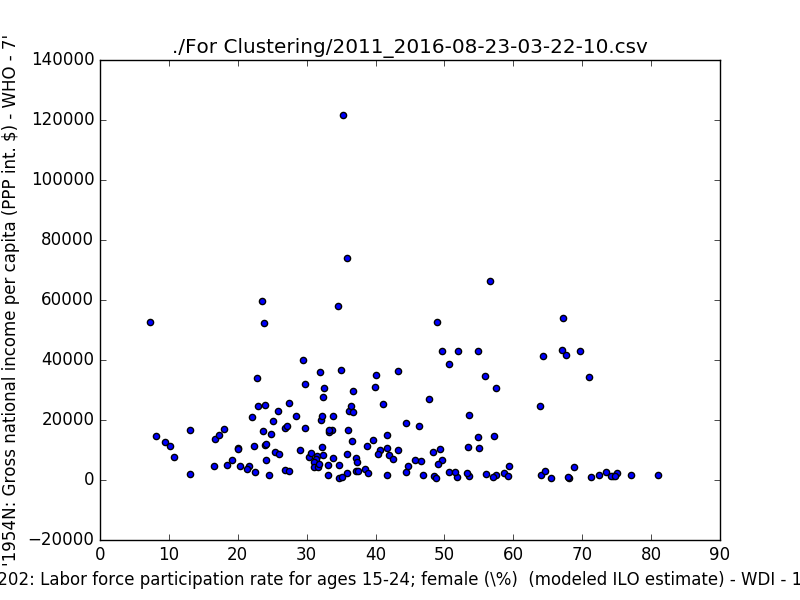 ./For Clustering/2011_2016-08-23-03-22-10.csv
'1954N: Gross national income per capita (PPP int. $) - WHO - 7'
140000
120000
100000
80000
60000
40000
20000
0
−20000
0 10 20 30 40 50 60 70 80 90
202: Labor force participation rate for ages 15-24; female (\%) (modeled ILO estimate) - WDI - 1